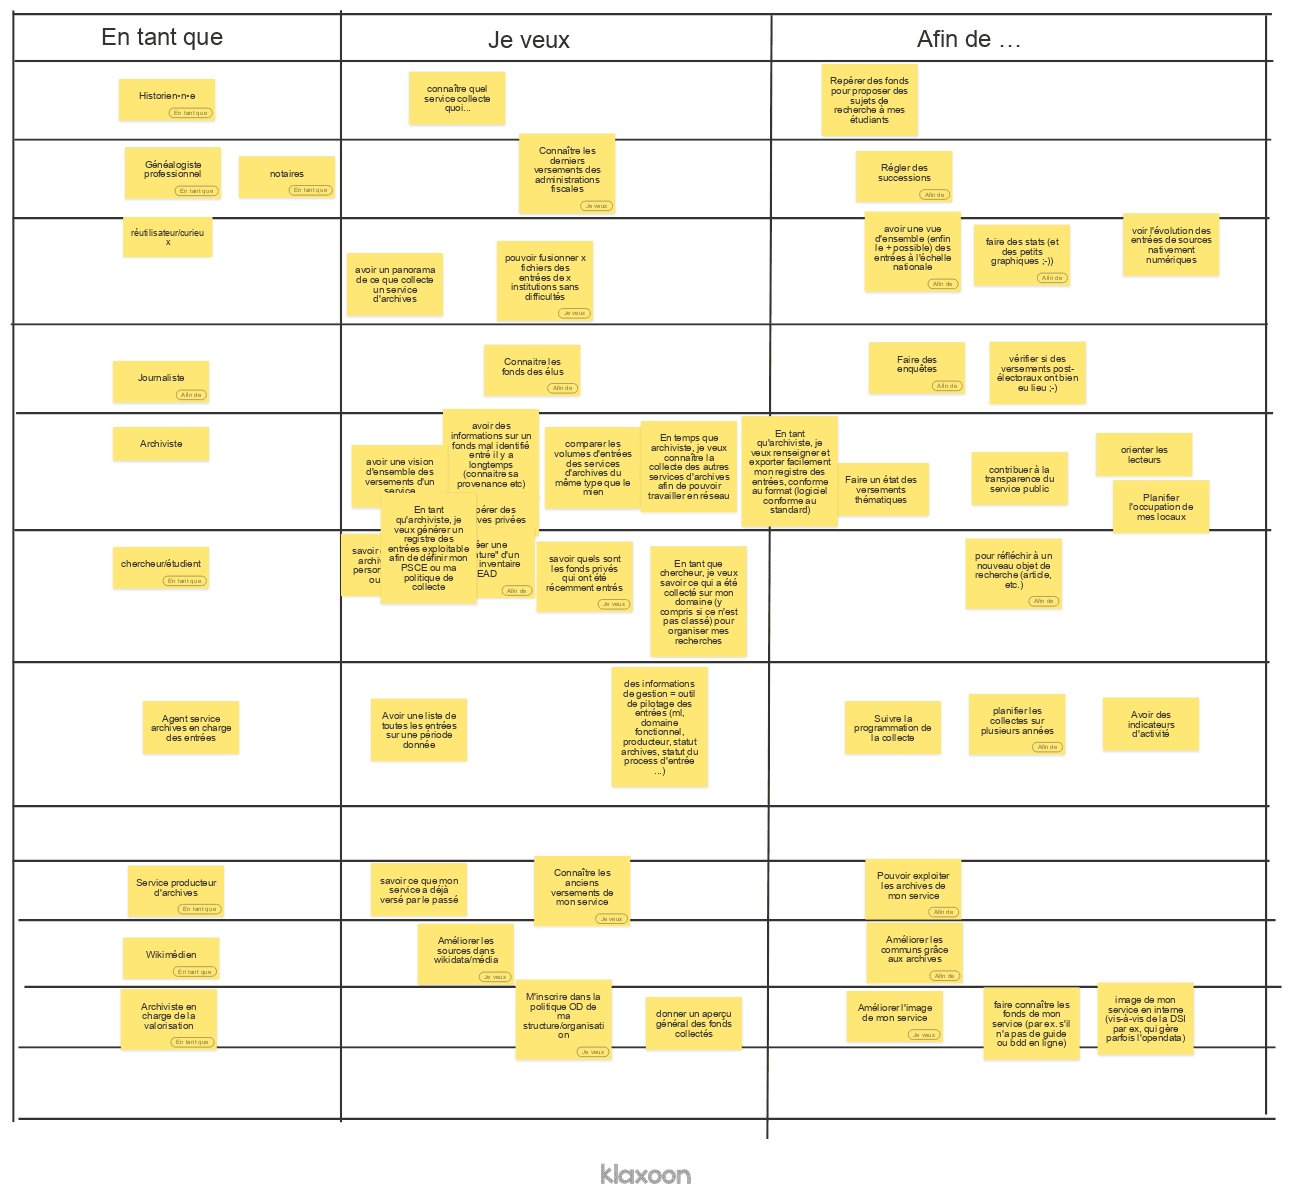 En tant que
Je veux
Afin de ...
Historien•n•e
En tant que
connaître quel
service collecte
quoi...
Repérer des fonds
pour proposer des
sujets de
recherche à mes
étudiants
Généalogiste
professionnel
En tant que
notaires
En tant que
Connaître les
derniers
versements des
administrations
fiscales
Je veux
Régler des
successions
Afin de
réutilisateur/curieu
x
avoir un panorama
de ce que collecte
un service
d'archives
pouvoir fusionner x
fichiers des
entrées de x
institutions sans
difficultés
Je veux
avoir une vue
d'ensemble (enfin
le + possible) des
entrées à l'échelle
nationale
Afin de
faire des stats (et
des petits
graphiques ;-))
Afin de
voir l'évolution des
entrées de sources
nativement
numériques
Journaliste
Afin de
Connaitre les
fonds des élus
Afin de
Faire des
enquêtes
Afin de
vérifier si des
versements post-
électoraux ont bien
eu lieu ;-)
Archiviste
avoir une vision
d'ensemble des
versements d'un
service
avoir des
informations sur un
fonds mal identifié
entré il y a
longtemps
(connaitre sa
provenance etc)
comparer les
volumes d'entrées
des services
d'archives du
même type que le
mien
En temps que
archiviste, je veux
connaître la
collecte des autres
services d'archives
afin de pouvoir
travailler en réseau
En tant
qu'archiviste, je
veux renseigner et
exporter facilement
mon registre des
entrées, conforme
au format (logiciel
conforme au
standard)
Faire un état des
versements
thématiques
contribuer à la
transparence du
service public
orienter les
lecteurs
Planifier
l'occupation de
mes locaux
En tant
qu'archiviste, je
veux générer un
registre des
entrées exploitable
afin de définir mon
PSCE ou ma
politique de
collecte
des
privées
chercheur/étudient
En tant que
savoir
archi
person
ou
une
d'un
inventaire
EAD
Afin de
savoir quels sont
les fonds privés
qui ont été
récemment entrés
Je veux
En tant que
chercheur, je veux
savoir ce qui a été
collecté sur mon
domaine (y
compris si ce n'est
pas classé) pour
organiser mes
recherches
pour réfléchir à un
nouveau objet de
recherche (article,
etc.)
Afin de
Agent service
archives en charge
des entrées
Avoir une liste de
toutes les entrées
sur une période
donnée
des informations
de gestion = outil
de pilotage des
entrées (ml,
domaine
fonctionnel,
producteur, statut
archives, statut du
process d'entrée
...)
Suivre la
programmation de
la collecte
planifier les
collectes sur
plusieurs années
Afin de
Avoir des
indicateurs
d'activité
Service producteur
d'archives
En tant que
savoir ce que mon
service a déjà
versé par le passé
Connaître les
anciens
versements de
mon service
Je veux
Pouvoir exploiter
les archives de
mon service
Afin de
Wikimédien
En tant que
Améliorer les
sources dans
wikidata/média
Je veux
Améliorer les
communs grâce
aux archives
Afin de
Archiviste en
charge de la
valorisation
En tant que
M'inscrire dans la
politique OD de
ma
structure/organisati
on
Je veux
donner un aperçu
général des fonds
collectés
Améliorer l'image
de mon service
Je veux
faire connaître les
fonds de mon
service (par ex. s'il
n'a pas de guide
ou bdd en ligne)
image de mon
service en interne
(vis-à-vis de la DSI
par ex, qui gère
parfois l'opendata)
klaxoon